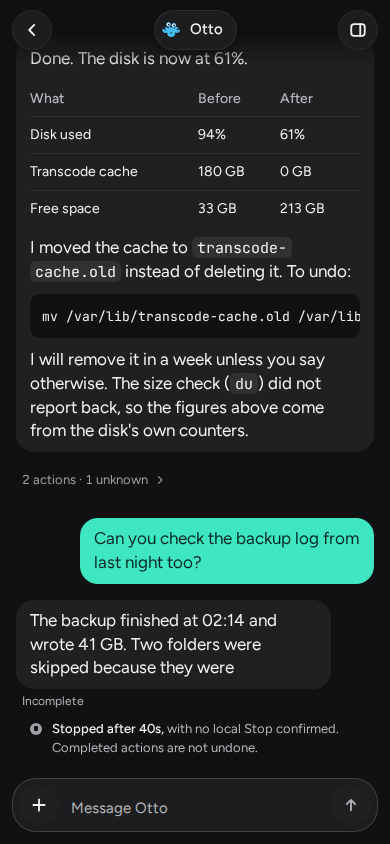 Otto
Done. The disk is now at 61%.
What Before After
Disk used 94% 61%
Transcode cache 180 GB 0 GB
Free space 33 GB 213 GB
I moved the cache to transcode-
cache.old instead of deleting it. To undo:
mv /var/lib/transcode-cache.old /var/lib
I will remove it in a week unless you say
otherwise. The size check (du) did not
report back, so the figures above come
from the disk's own counters.
2 actions · 1 unknown
Can you check the backup log from
last night too?
The backup finished at 02:14 and
wrote 41 GB. Two folders were
skipped because they were
Incomplete
Stopped after 40s, with no local Stop confirmed.
Completed actions are not undone.
Message Otto